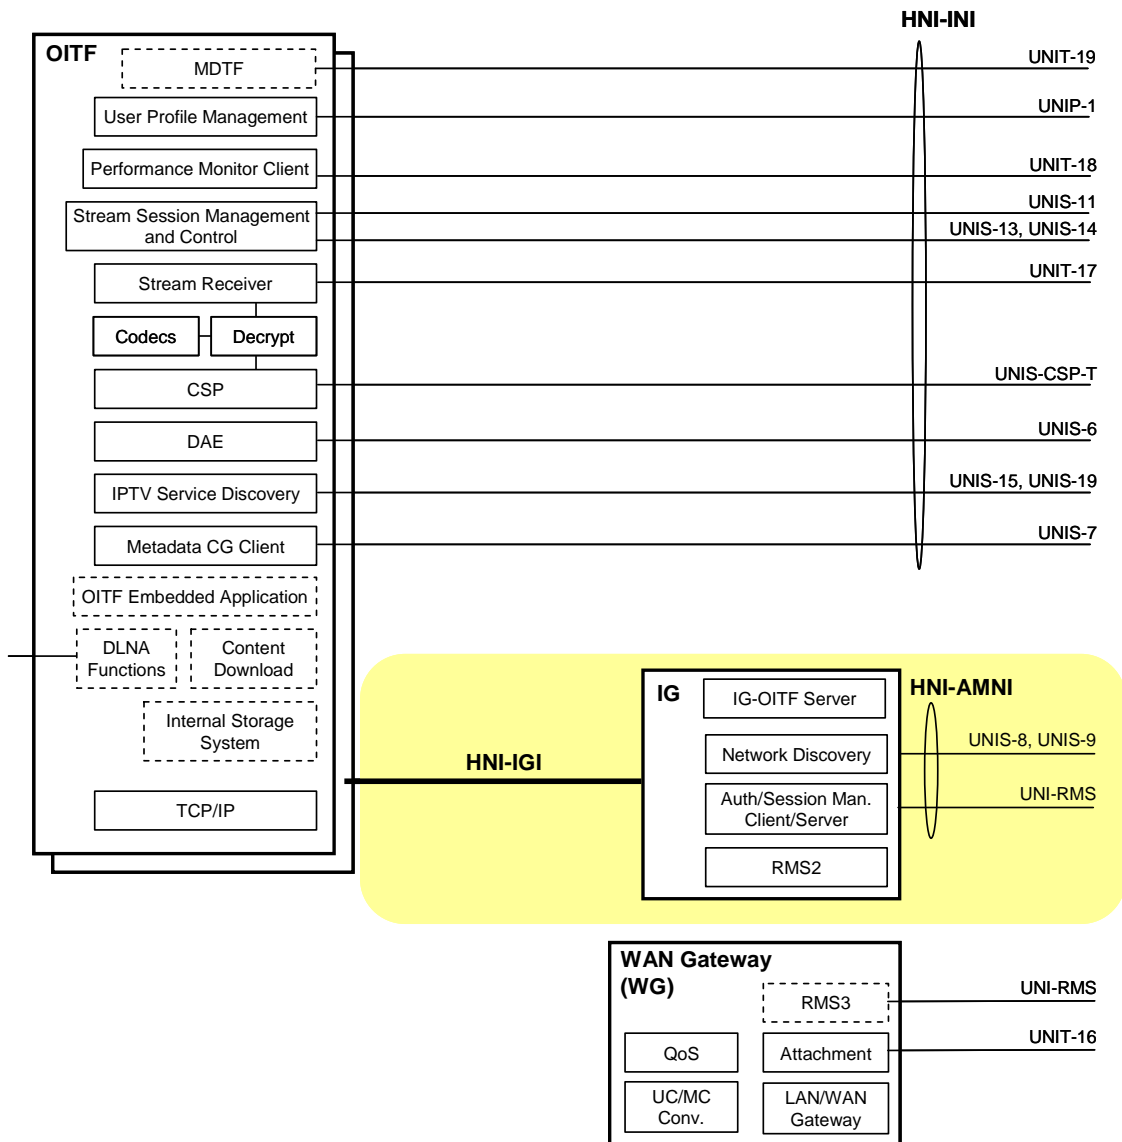 HNI-INI
OITF
MDTF
UNIT-19
User Profile Management
UNIP-1
Performance Monitor Client
UNIT-18
Stream Session Management
and Control
UNIS-11
UNIS-13, UNIS-14
Stream Receiver
UNIT-17
Codecs
Decrypt
CSP
UNIS-CSP-T
DAE
UNIS-6
IPTV Service Discovery
UNIS-15, UNIS-19
Metadata CG Client
UNIS-7
OITF Embedded Application
DLNA
Functions
Content
Download
Internal Storage
System
TCP/IP
HNI-IGI
IG
IG-OITF Server
HNI-AMNI
Network Discovery
UNIS-8, UNIS-9
Auth/Session Man.
Client/Server
UNI-RMS
RMS2
WAN Gateway
(WG)
RMS3
UNI-RMS
QoS
Attachment
UNIT-16
UC/MC
Conv.
LAN/WAN
Gateway